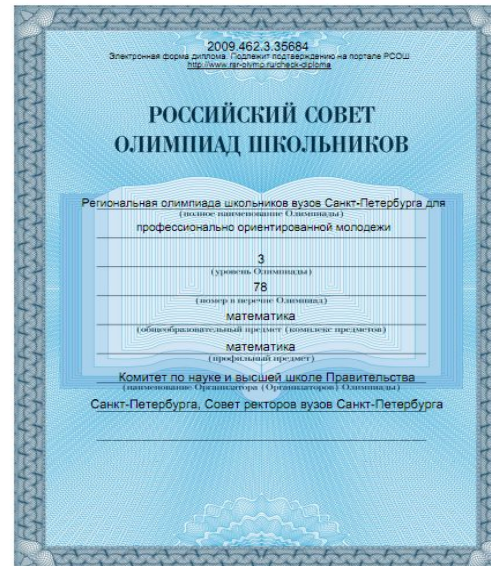 2009.462.3.35684
Электронная форма диплома. Подлежит подтверждению на портале РСОШ
http://www.rsr-olymp.ru/check-diploma
РОССИЙСКИЙ СОВЕТ
ОЛИМПИАД ШКОЛЬНИКОВ
Региональная олимпиада школьников вузов Санкт-Петербурга для
(полное наименование Олимпиады)
профессионально ориентированной молодежи
3
(уровень Олимпиады)
78
(номер в перечне Олимпиад)
математика
(общеобразовательный предмет (комплекс предметов)
математика
(профильный предмет)
Комитет по науке и высшей школе Правительства
(наименование Организатора (Организаторов) Олимпиады)
Санкт-Петербурга, Совет ректоров вузов Санкт-Петербурга